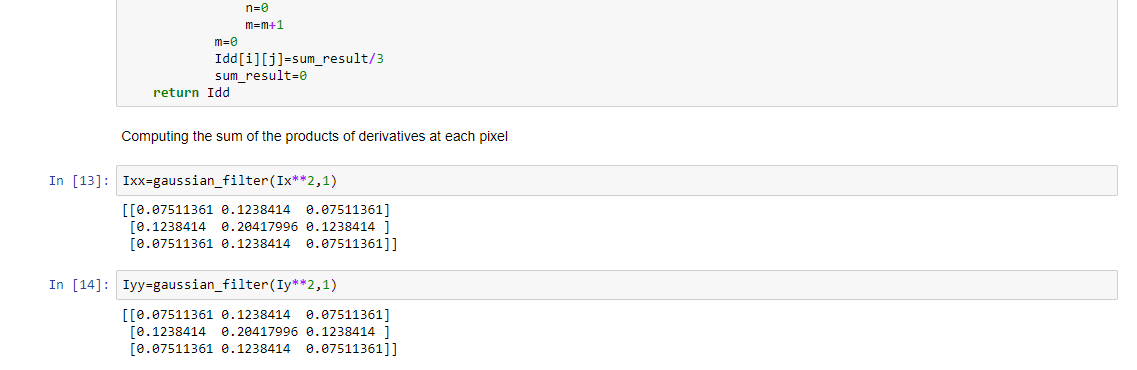 n=0
m=m+1
m=0
Idd[i][j]=sum_result/3
sum_result=0
return Idd
Computing the sum of the products of derivatives at each pixel
In [13]: Ixx=gaussian_filter(Ix**2,1)
[[0.07511361 0.1238414  0.07511361]
[0.1238414  0.20417996 0.1238414 ]
[0.07511361 0.1238414  0.07511361]]
In [14]: Iyy=gaussian_filter(Iy**2,1)
[[0.07511361 0.1238414  0.07511361]
[0.1238414  0.20417996 0.1238414 ]
[0.07511361 0.1238414  0.07511361]]